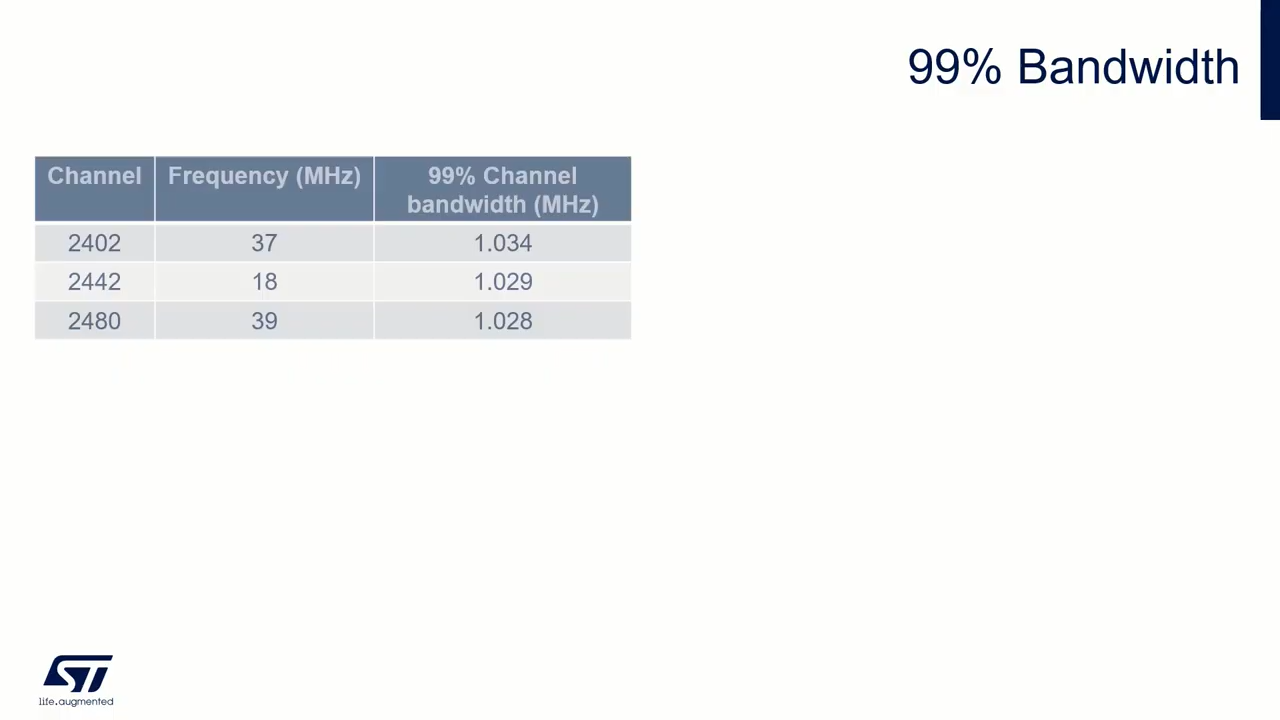 99% Bandwidth
Channel Frequency (MHz) 99% Channel bandwidth (MHz)
2402 37 1.034
2442 18 1.029
2480 39 1.028
ST
life.augmented